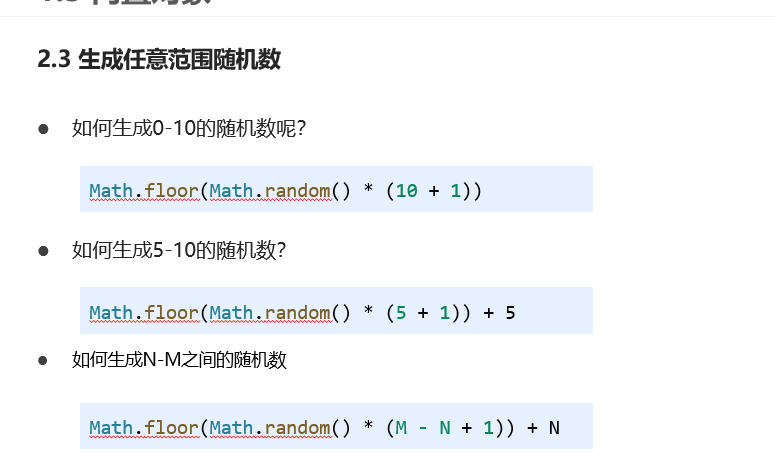 2.3 生成任意范围随机数
● 如何生成0-10的随机数呢？
Math.floor(Math.random() * (10 + 1))
● 如何生成5-10的随机数？
Math.floor(Math.random() * (5 + 1)) + 5
● 如何生成N-M之间的随机数
Math.floor(Math.random() * (M - N + 1)) + N